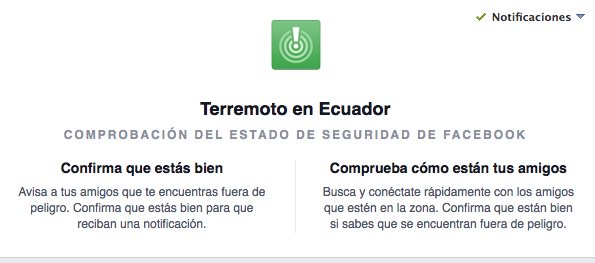 Notificaciones
Terremoto en Ecuador
COMPROBACIÓN DEL ESTADO DE SEGURIDAD DE FACEBOOK
Confirma que estás bien
Avisa a tus amigos que te encuentras fuera de
peligro. Confirma que estás bien para que
reciban una notificación.
Comprueba cómo están tus amigos
Busca y conéctate rápidamente con los amigos
que estén en la zona. Confirma que están bien
si sabes que se encuentran fuera de peligro.